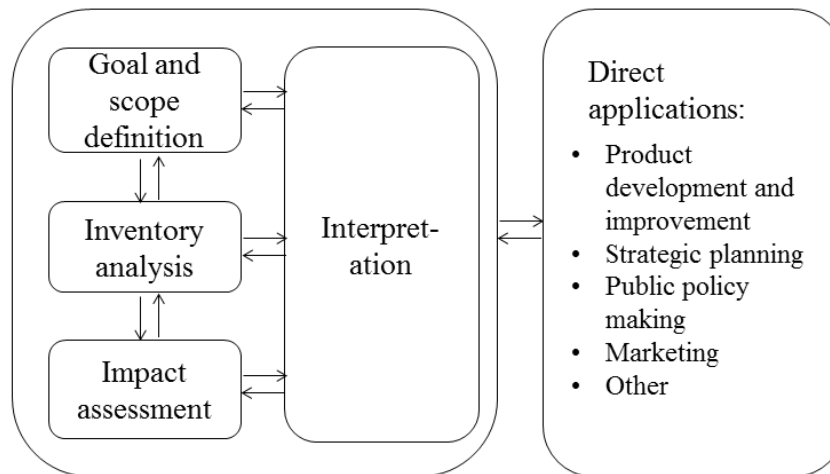 Goal and
scope
definition
Inventory
analysis
Impact
assessment
Interpret-
ation
Direct
applications:
• Product
development and
improvement
• Strategic planning
• Public policy
making
• Marketing
• Other